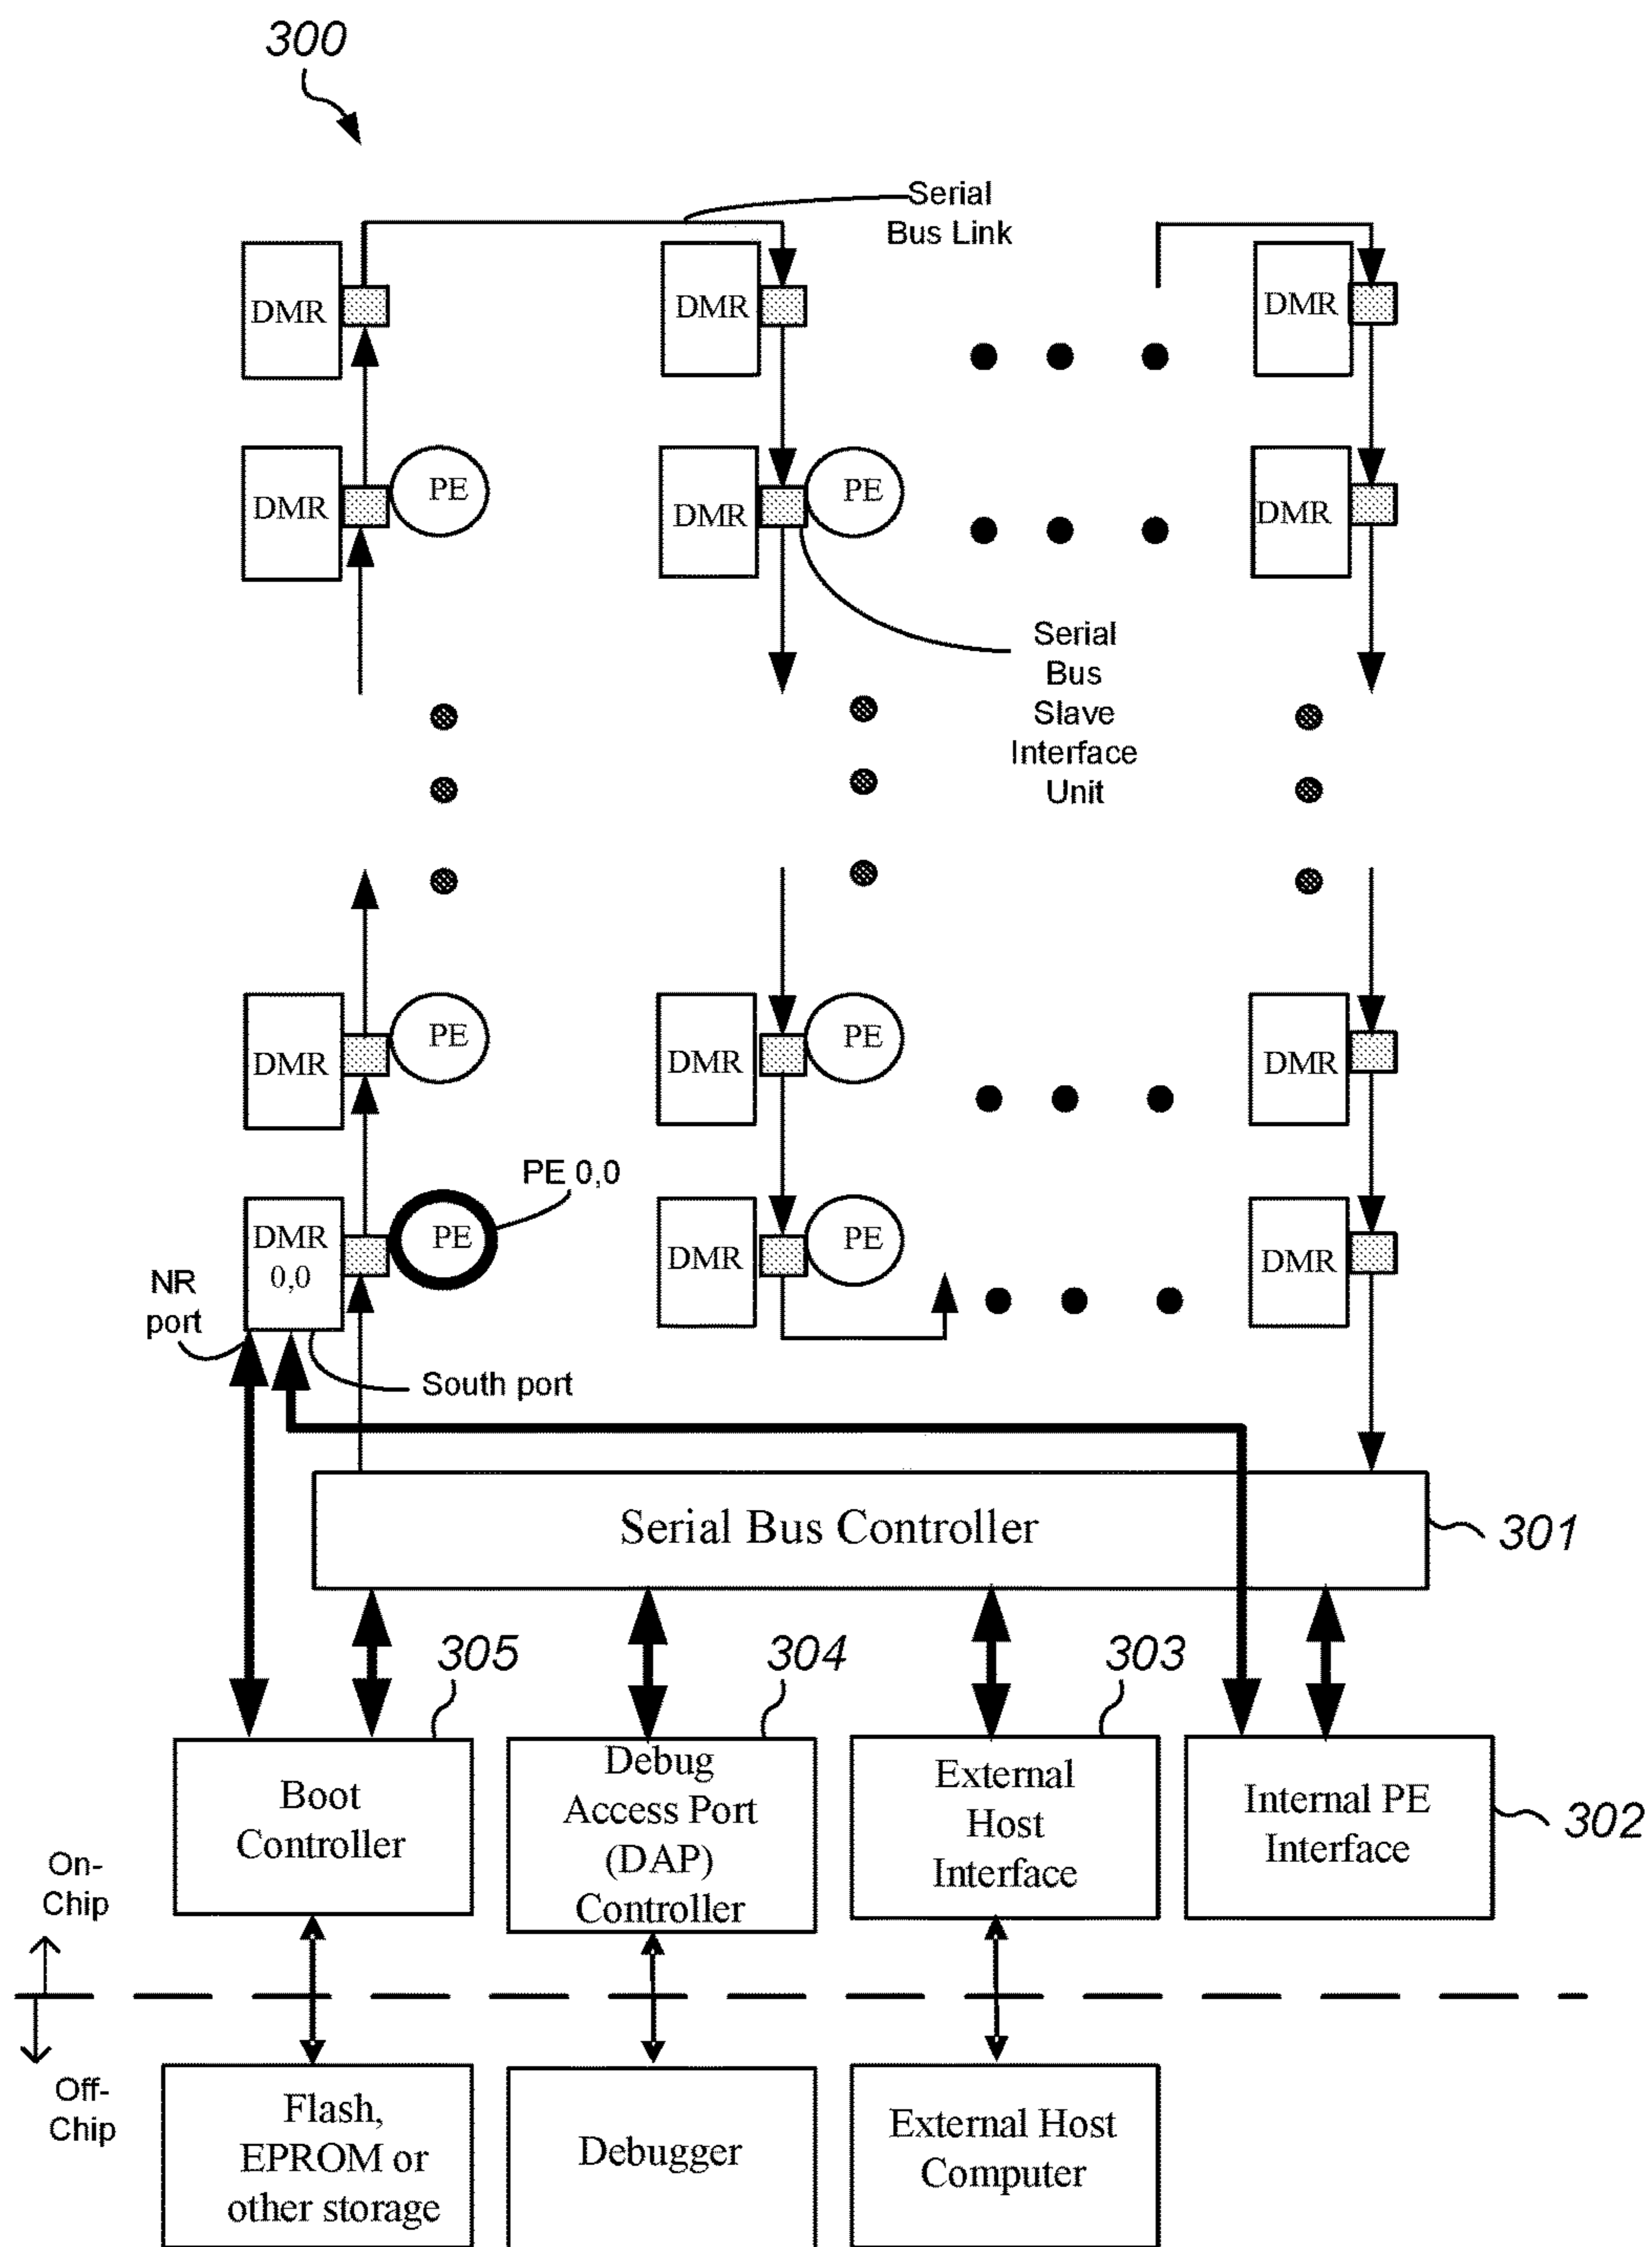 300
Serial
Bus Link
DMR
DMR
DMR
DMR
PE
DMR
PE
DMR
Serial
Bus
Slave
Interface
Unit
DMR
PE
DMR
PE
DMR
PE 0,0
DMR
0,0
PE
DMR
PE
DMR
NR
port
South port
Serial Bus Controller
301
305
304
303
Boot
Controller
Debug
Access Port
(DAP)
Controller
External
Host
Interface
Internal PE
Interface
302
On-
Chip
Off-
Chip
Flash,
EPROM or
other storage
Debugger
External Host
Computer